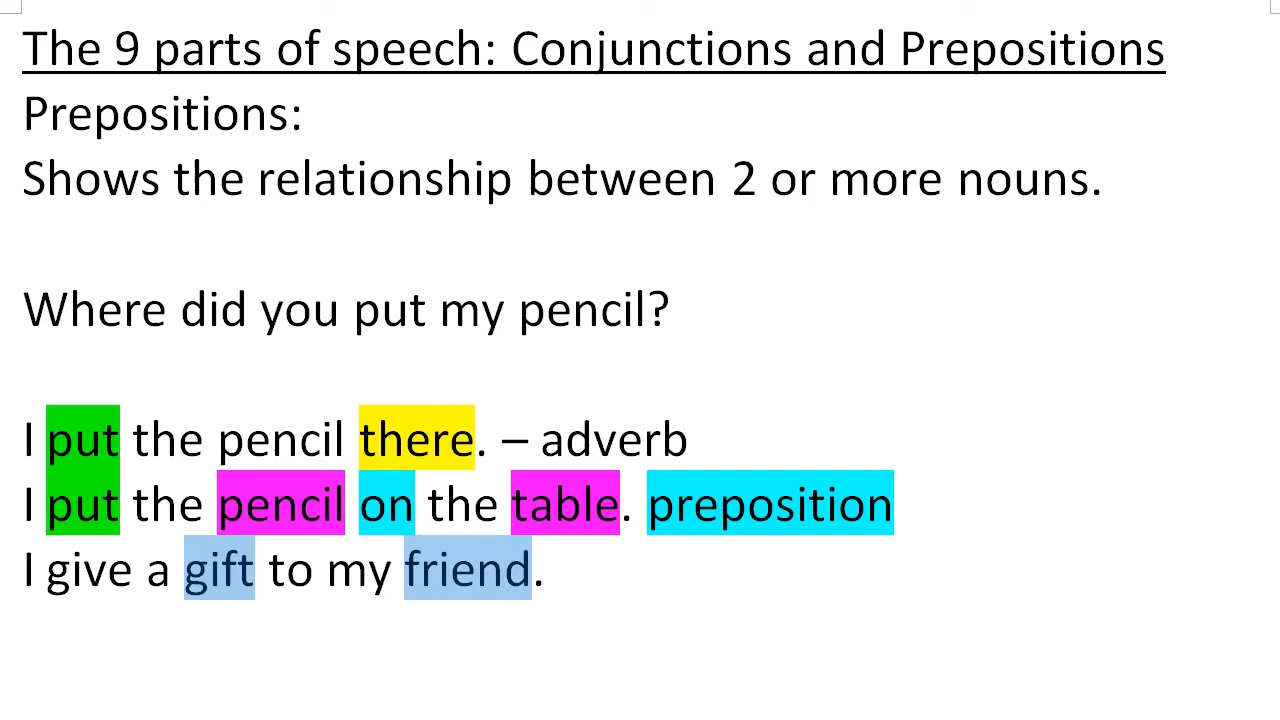 The 9 parts of speech: Conjunctions and Prepositions
Prepositions:
Shows the relationship between 2 or more nouns.
Where did you put my pencil?
I put the pencil there. – adverb
I put the pencil on the table. preposition
I give a gift to my friend.